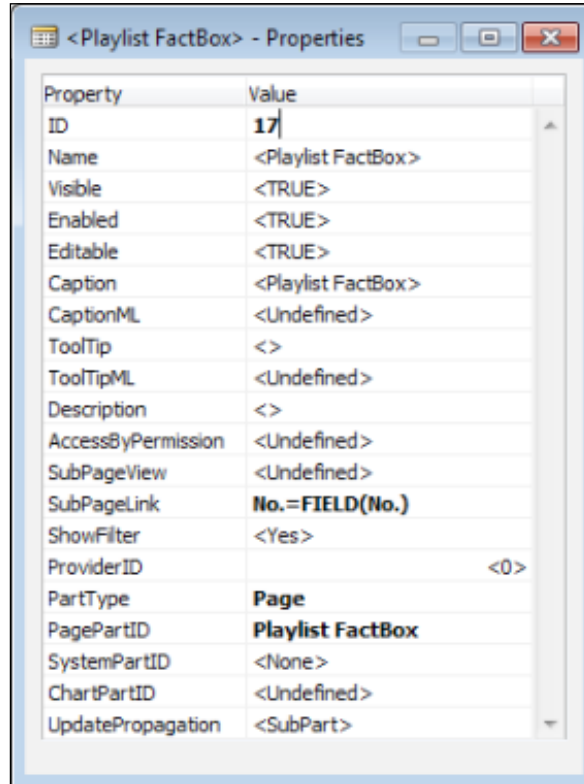 <Playlist FactBox> - Properties
Property Value
ID 17
Name <Playlist FactBox>
Visible <TRUE>
Enabled <TRUE>
Editable <TRUE>
Caption <Playlist FactBox>
CaptionML <Undefined>
ToolTip <>
ToolTipML <Undefined>
Description <>
AccessByPermission <Undefined>
SubPageView <Undefined>
SubPageLink No.=FIELD(No.)
ShowFilter <Yes>
ProviderID <0>
PartType Page
PagePartID Playlist FactBox
SystemPartID <None>
ChartPartID <Undefined>
UpdatePropagation <SubPart>